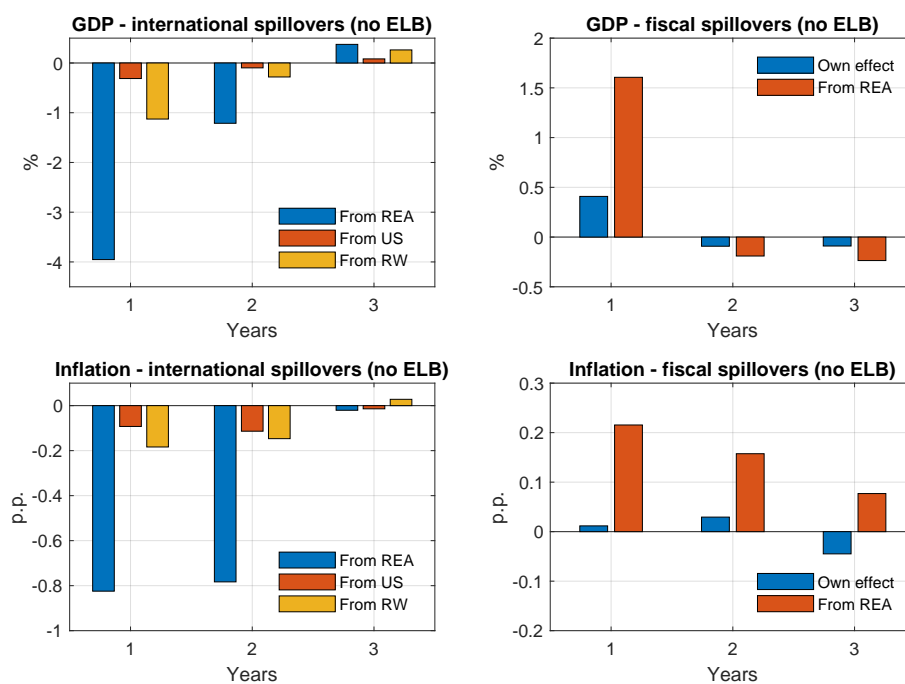 GDP - international spillovers (no ELB)
0
-1
-2
-3
-4
%
From REA
From US
From RW
1
2
3
Years
GDP - fiscal spillovers (no ELB)
2
1.5
1
0.5
0
-0.5
%
Own effect
From REA
1
2
3
Years
Inflation - international spillovers (no ELB)
0
-0.2
-0.4
-0.6
-0.8
-1
p.p.
From REA
From US
From RW
1
2
3
Years
Inflation - fiscal spillovers (no ELB)
0.3
0.2
0.1
0
-0.1
-0.2
p.p.
Own effect
From REA
1
2
3
Years